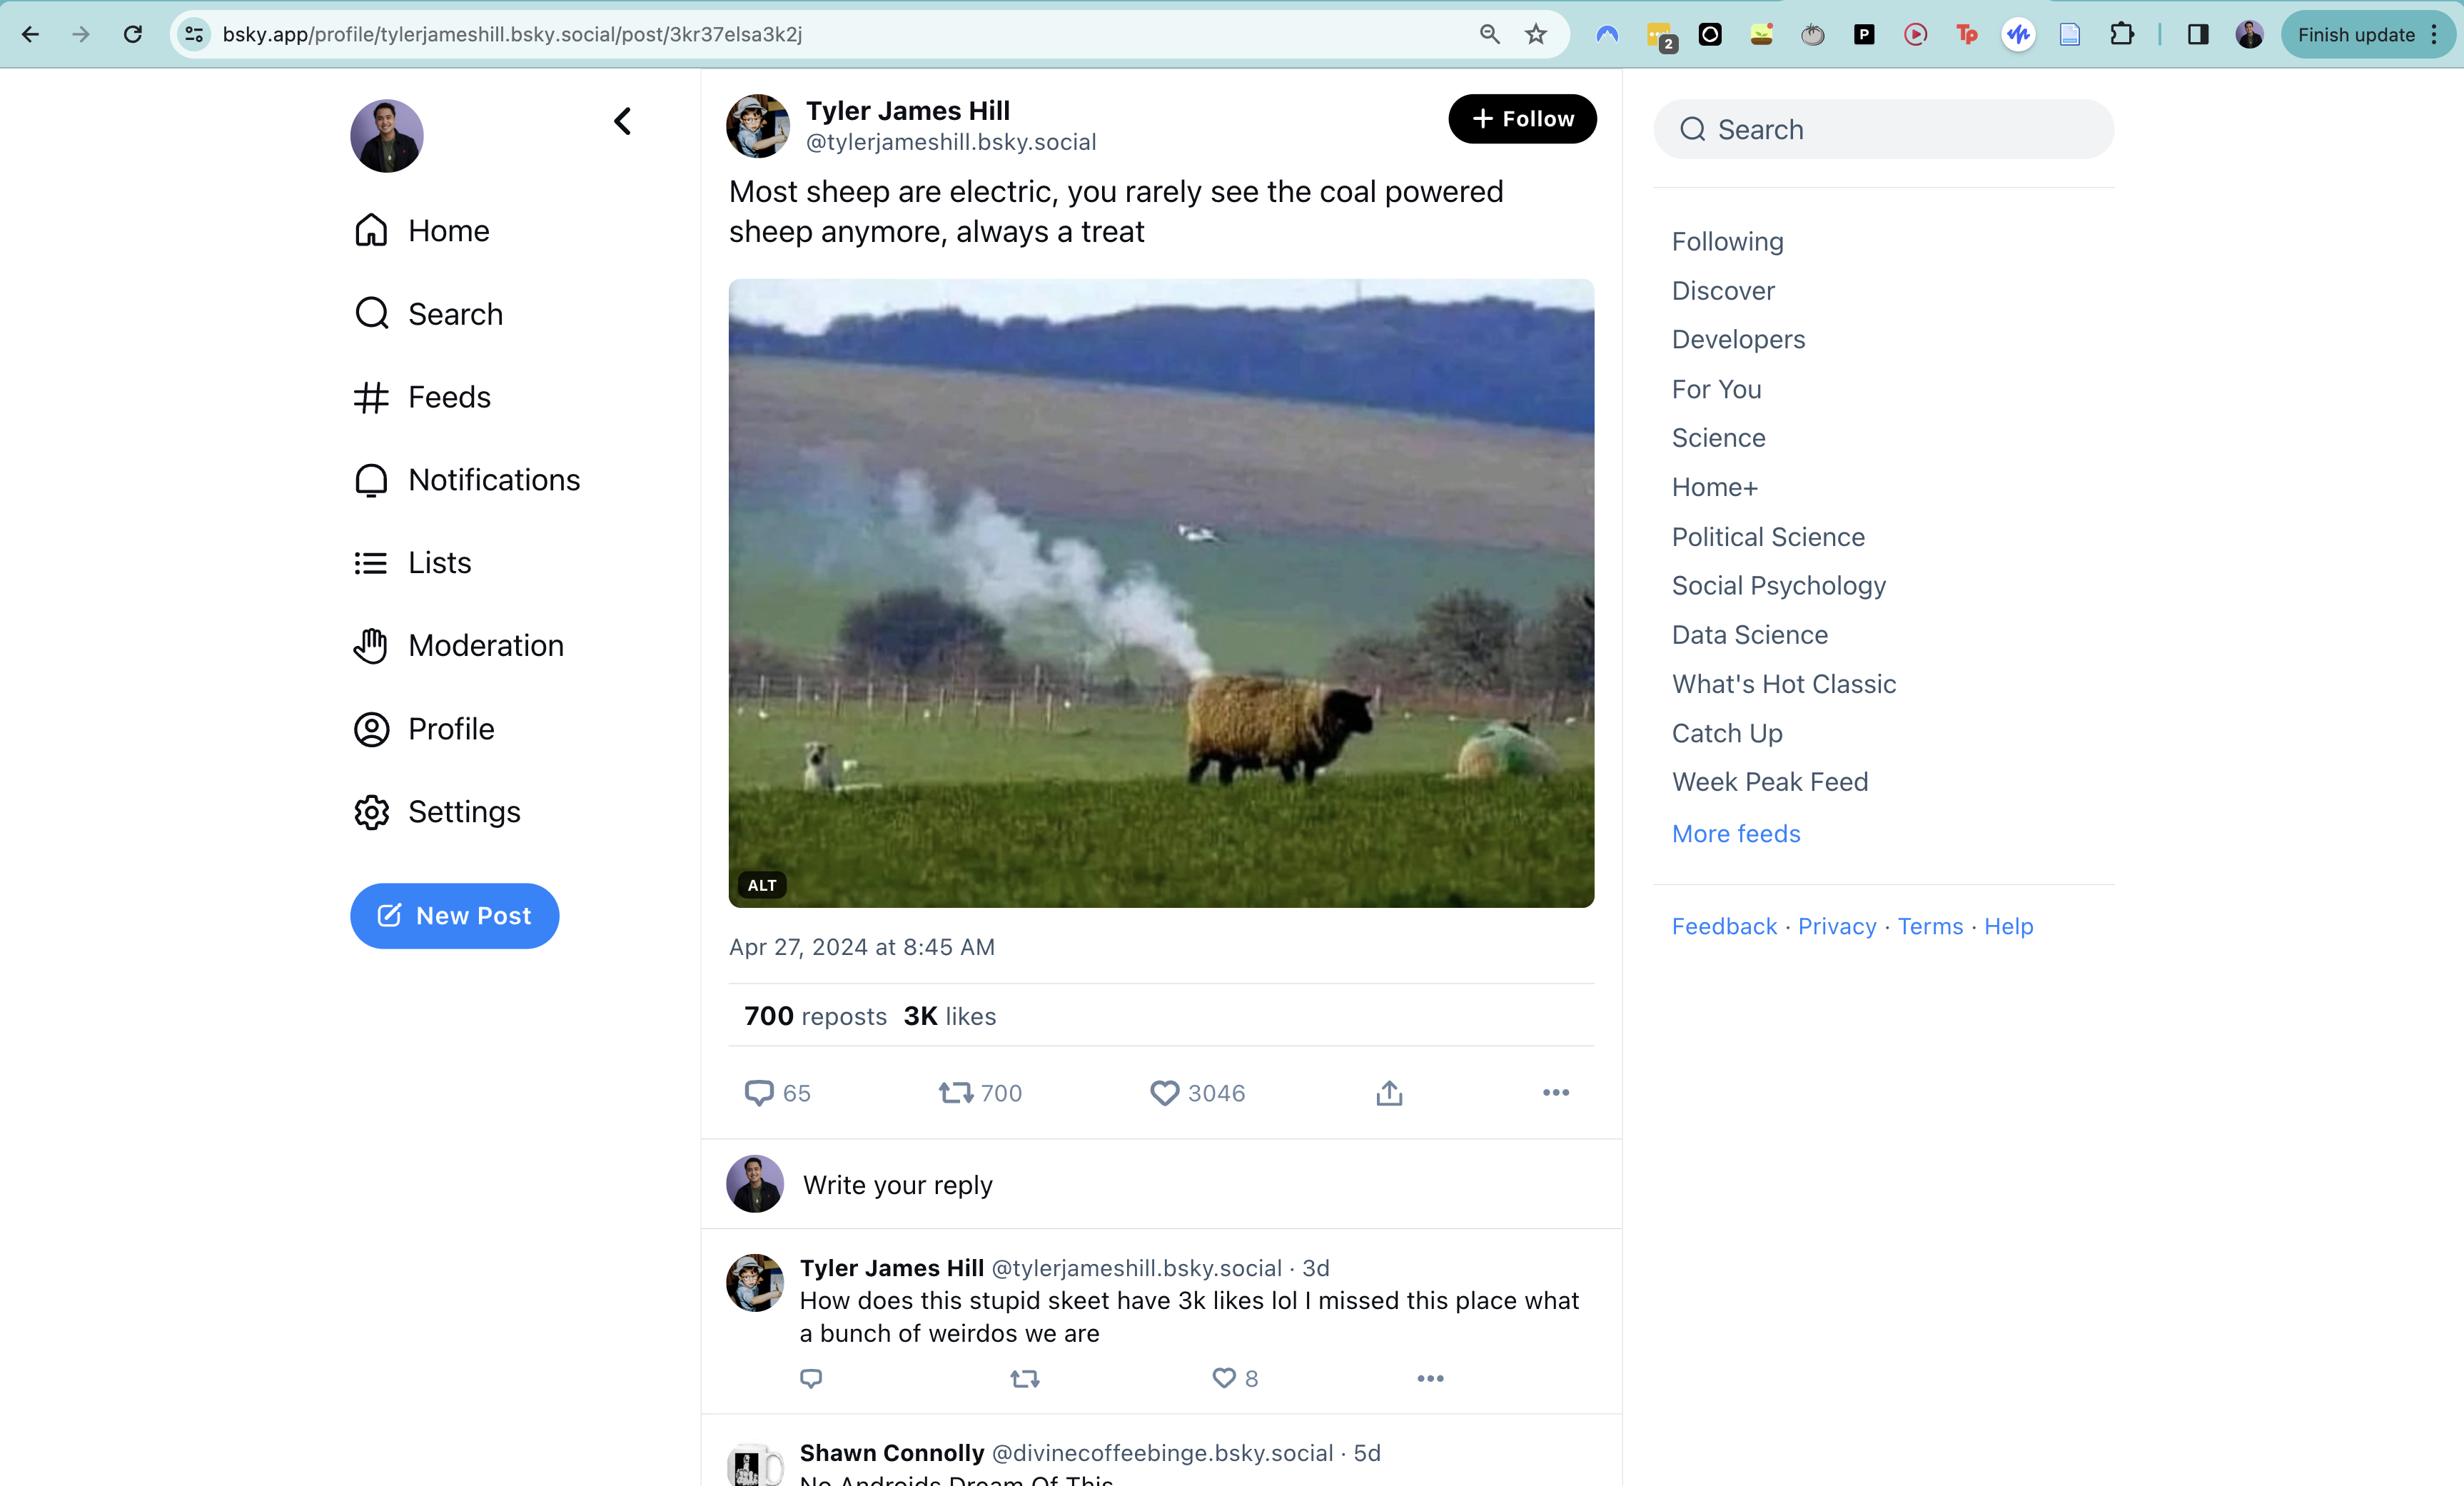 bsky.app/profile/tylerjameshill.bsky.social/post/3kr37elsa3k2j
2
P
Tp
Finish update
Home
Search
Feeds
Notifications
Lists
Moderation
Profile
Settings
New Post
Tyler James Hill
@tylerjameshill.bsky.social
+ Follow
Most sheep are electric, you rarely see the coal powered
sheep anymore, always a treat
ALT
Apr 27, 2024 at 8:45 AM
700 reposts 3K likes
65 700 3046
Write your reply
Tyler James Hill @tylerjameshill.bsky.social · 3d
How does this stupid skeet have 3k likes lol I missed this place what
a bunch of weirdos we are
8
Shawn Connolly @divinecoffeebinge.bsky.social · 5d
No Androids Dream Of This
Search
Following
Discover
Developers
For You
Science
Home+
Political Science
Social Psychology
Data Science
What's Hot Classic
Catch Up
Week Peak Feed
More feeds
Feedback · Privacy · Terms · Help